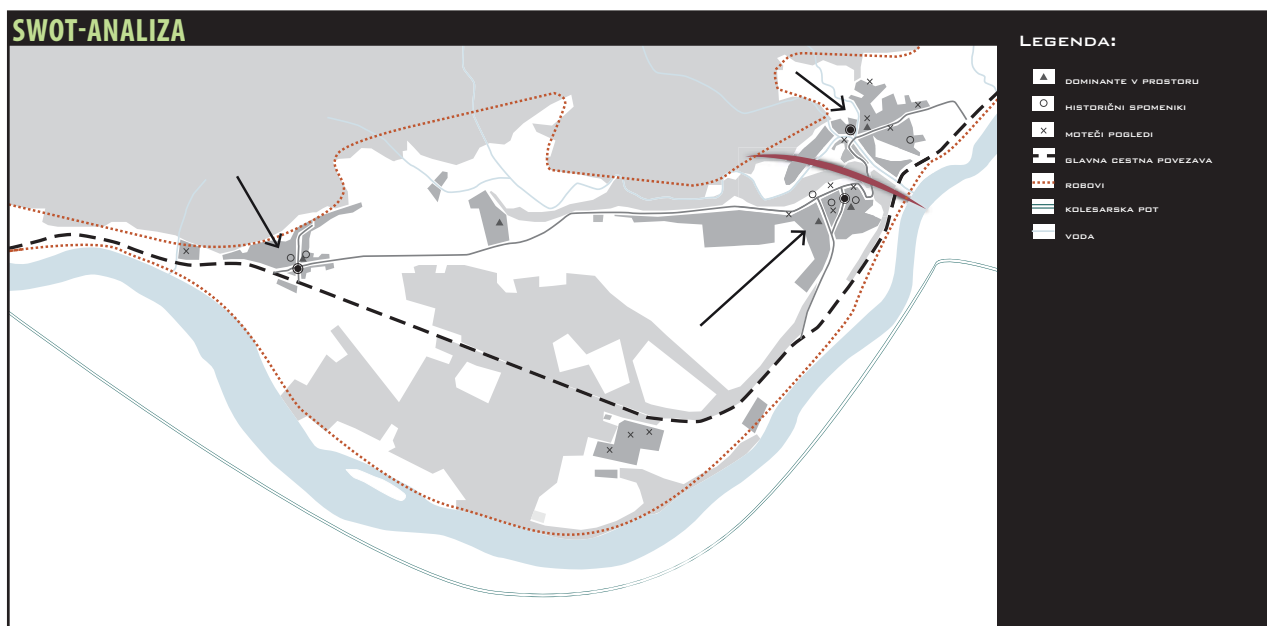 SWOT-ANALIZA
LEGENDA:
DOMINANTE V PROSTORU
HISTORIČNI SPOMENIKI
MOTEČI POGLEDI
GLAVNA CESTNA POVEZAVA
ROBOVI
KOLESARSKA POT
VODA